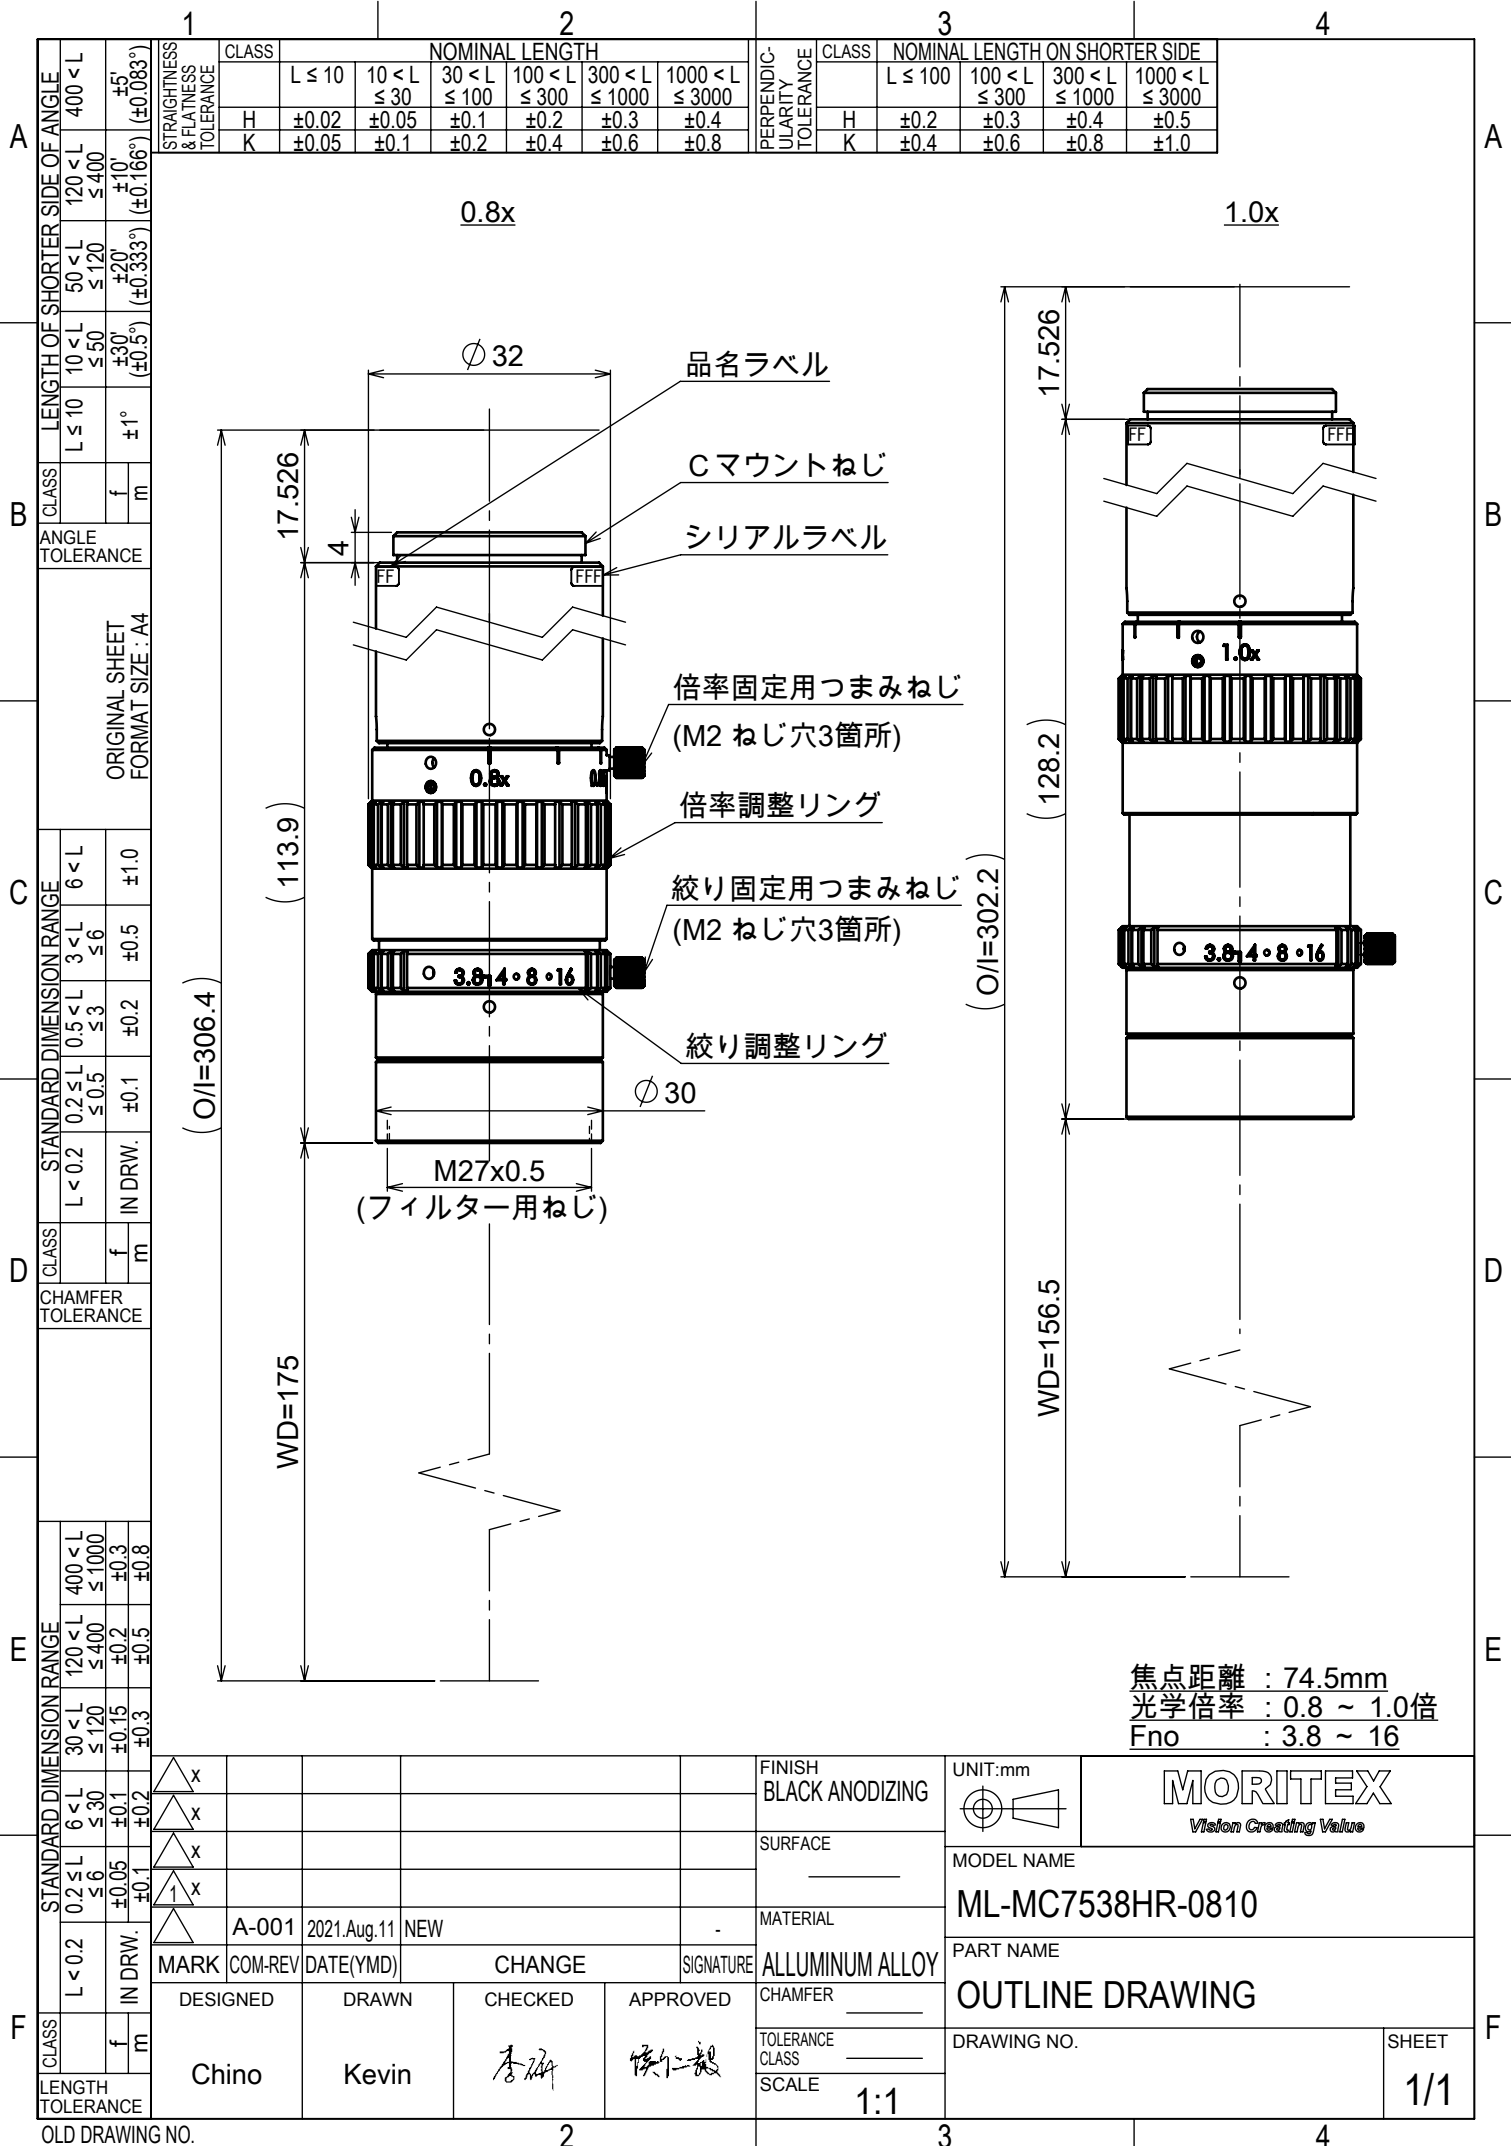 1 2 3 4
A B C D E F
A B C D E F
STRAIGHTNESS & FLATNESS TOLERANCE
CLASS NOMINAL LENGTH
L ≤ 10 10 < L ≤ 30 30 < L ≤ 100 100 < L ≤ 300 300 < L ≤ 1000 1000 < L ≤ 3000
H ±0.02 ±0.05 ±0.1 ±0.2 ±0.3 ±0.4
K ±0.05 ±0.1 ±0.2 ±0.4 ±0.6 ±0.8
PERPENDIC-ULARITY TOLERANCE
CLASS NOMINAL LENGTH ON SHORTER SIDE
L ≤ 100 100 < L ≤ 300 300 < L ≤ 1000 1000 < L ≤ 3000
H ±0.2 ±0.3 ±0.4 ±0.5
K ±0.4 ±0.6 ±0.8 ±1.0
ANGLE TOLERANCE
CLASS LENGTH OF SHORTER SIDE OF ANGLE
L ≤ 10 10 < L ≤ 50 50 < L ≤ 120 120 < L ≤ 400 400 < L
f m ±1° ±30' (±0.5°) ±20' (±0.333°) ±10' (±0.166°) ±5' (±0.083°)
ORIGINAL SHEET
FORMAT SIZE : A4
CHAMFER TOLERANCE
CLASS STANDARD DIMENSION RANGE
L < 0.2 0.2 ≤ L ≤ 0.5 0.5 < L ≤ 3 3 < L ≤ 6 6 < L
f m IN DRW. ±0.1 ±0.2 ±0.5 ±1.0
LENGTH TOLERANCE
CLASS STANDARD DIMENSION RANGE
L < 0.2 0.2 ≤ L ≤ 6 6 < L ≤ 30 30 < L ≤ 120 120 < L ≤ 400 400 < L ≤ 1000
f IN DRW. ±0.05 ±0.1 ±0.15 ±0.2 ±0.3
m ±0.1 ±0.2 ±0.3 ±0.5 ±0.8
0.8x
∅ 32
17.526
4
(113.9)
(O/I=306.4)
WD=175
FF FFF
0.8x
3.8 4 8 16
品名ラベル
Cマウントねじ
シリアルラベル
倍率固定用つまみねじ
(M2 ねじ穴3箇所)
倍率調整リング
絞り固定用つまみねじ
(M2 ねじ穴3箇所)
絞り調整リング
∅ 30
M27x0.5
(フィルター用ねじ)
1.0x
17.526
(128.2)
(O/I=302.2)
WD=156.5
FF FFF
1.0x
3.8 4 8 16
焦点距離 : 74.5mm
光学倍率 : 0.8 ~ 1.0倍
Fno : 3.8 ~ 16
x
x
x
1 x
A-001 2021.Aug.11 NEW -
MARK COM-REV DATE(YMD) CHANGE SIGNATURE
DESIGNED DRAWN CHECKED APPROVED
Chino Kevin 李研
FINISH
BLACK ANODIZING
SURFACE
MATERIAL
ALLUMINUM ALLOY
CHAMFER
TOLERANCE CLASS
SCALE
1:1
UNIT:mm
MORITEX
Vision Creating Value
MODEL NAME
ML-MC7538HR-0810
PART NAME
OUTLINE DRAWING
DRAWING NO.
SHEET
1/1
OLD DRAWING NO.
2 3 4